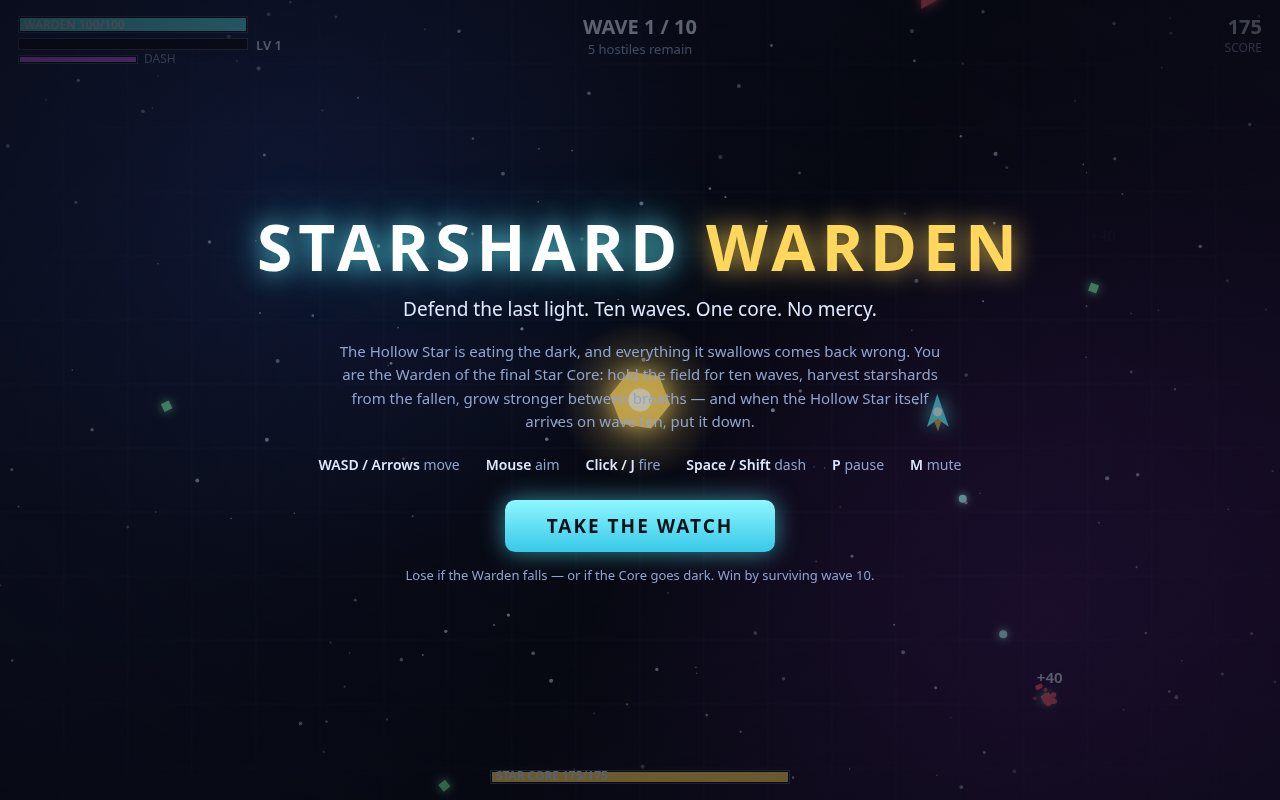 WARDEN 100/100
LV 1
DASH
WAVE 1 / 10
5 hostiles remain
175
SCORE
STARSHARD WARDEN
Defend the last light. Ten waves. One core. No mercy.
The Hollow Star is eating the dark, and everything it swallows comes back wrong. You
are the Warden of the final Star Core: hold the field for ten waves, harvest starshards
from the fallen, grow stronger between breaths — and when the Hollow Star itself
arrives on wave ten, put it down.
WASD / Arrows move Mouse aim Click / J fire Space / Shift dash P pause M mute
TAKE THE WATCH
Lose if the Warden falls — or if the Core goes dark. Win by surviving wave 10.
+40
STAR CORE 175/175